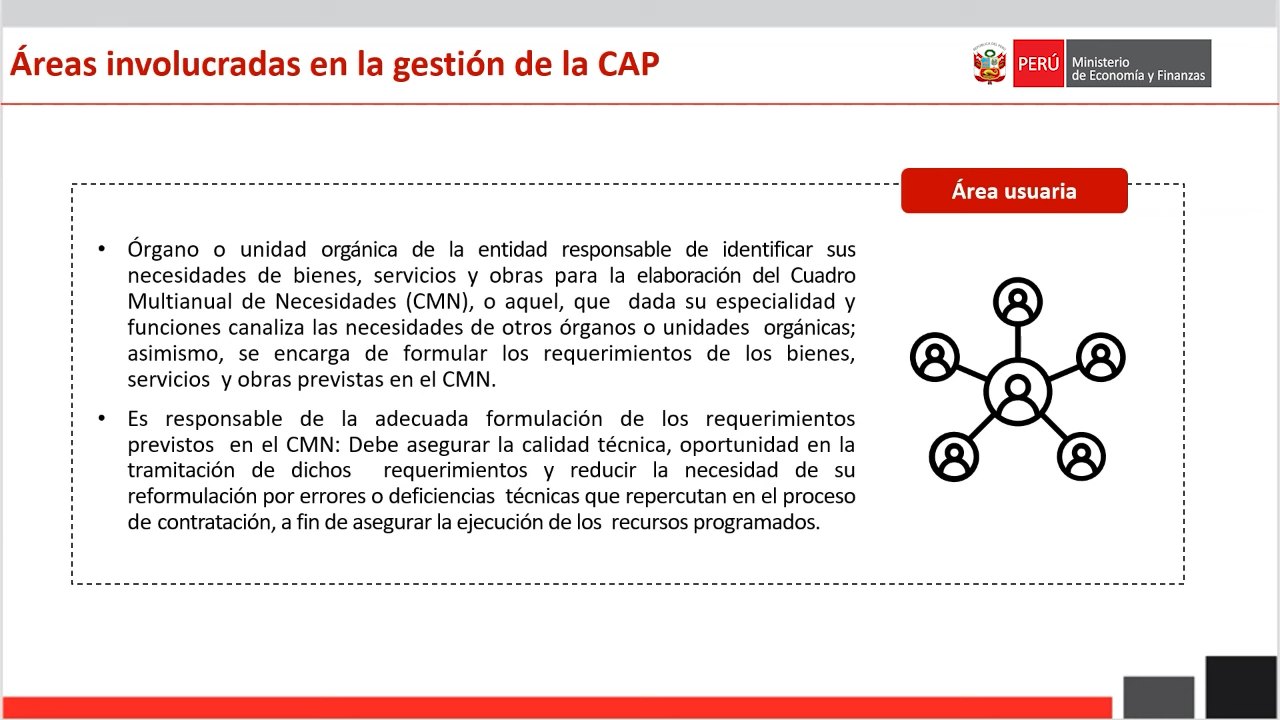 Áreas involucradas en la gestión de la CAP
REPÚBLICA DEL PERÚ
PERÚ
Ministerio
de Economía y Finanzas
Área usuaria
• Órgano o unidad orgánica de la entidad responsable de identificar sus
necesidades de bienes, servicios y obras para la elaboración del Cuadro
Multianual de Necesidades (CMN), o aquel, que dada su especialidad y
funciones canaliza las necesidades de otros órganos o unidades orgánicas;
asimismo, se encarga de formular los requerimientos de los bienes,
servicios y obras previstas en el CMN.
• Es responsable de la adecuada formulación de los requerimientos
previstos en el CMN: Debe asegurar la calidad técnica, oportunidad en la
tramitación de dichos requerimientos y reducir la necesidad de su
reformulación por errores o deficiencias técnicas que repercutan en el proceso
de contratación, a fin de asegurar la ejecución de los recursos programados.